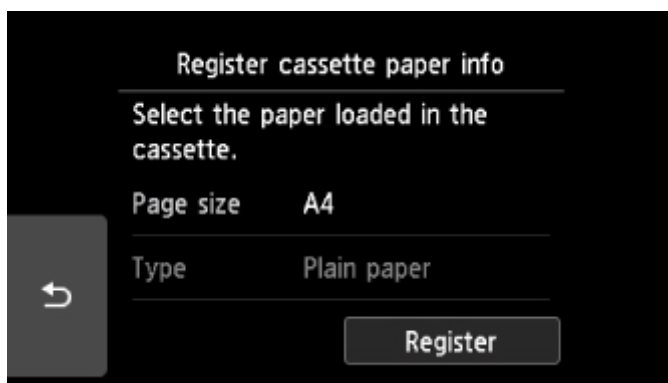 Register cassette paper info
Select the paper loaded in the
cassette.
Page size A4
Type Plain paper
Register